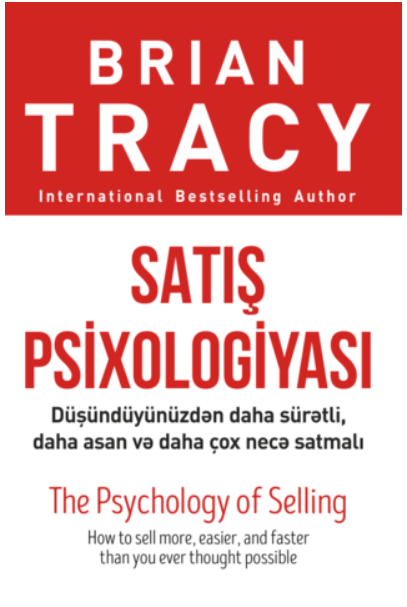 BRIAN
TRACY
International Bestselling Author
SATIŞ
PSİXOLOGİYASI
Düşündüyünüzdən daha sürətli,
daha asan və daha çox necə satmalı
The Psychology of Selling
How to sell more, easier, and faster
than you ever thought possible